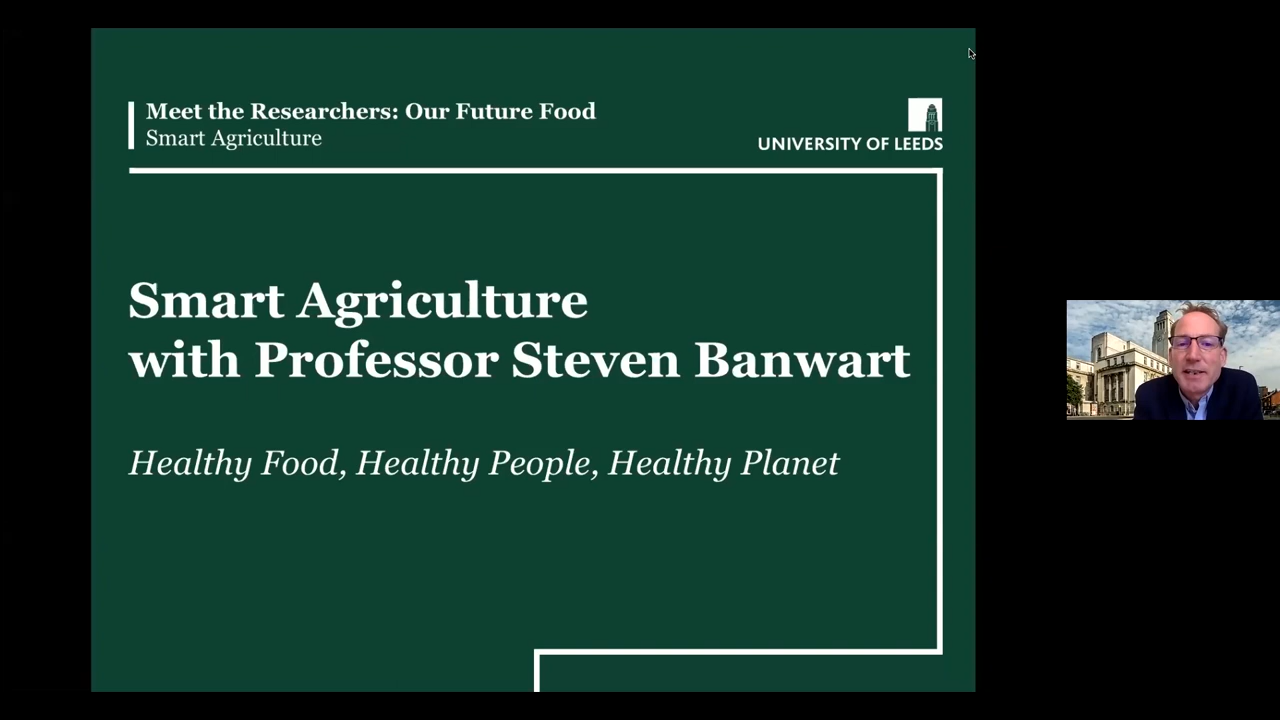 Meet the Researchers: Our Future Food
Smart Agriculture
UNIVERSITY OF LEEDS
Smart Agriculture
with Professor Steven Banwart
Healthy Food, Healthy People, Healthy Planet